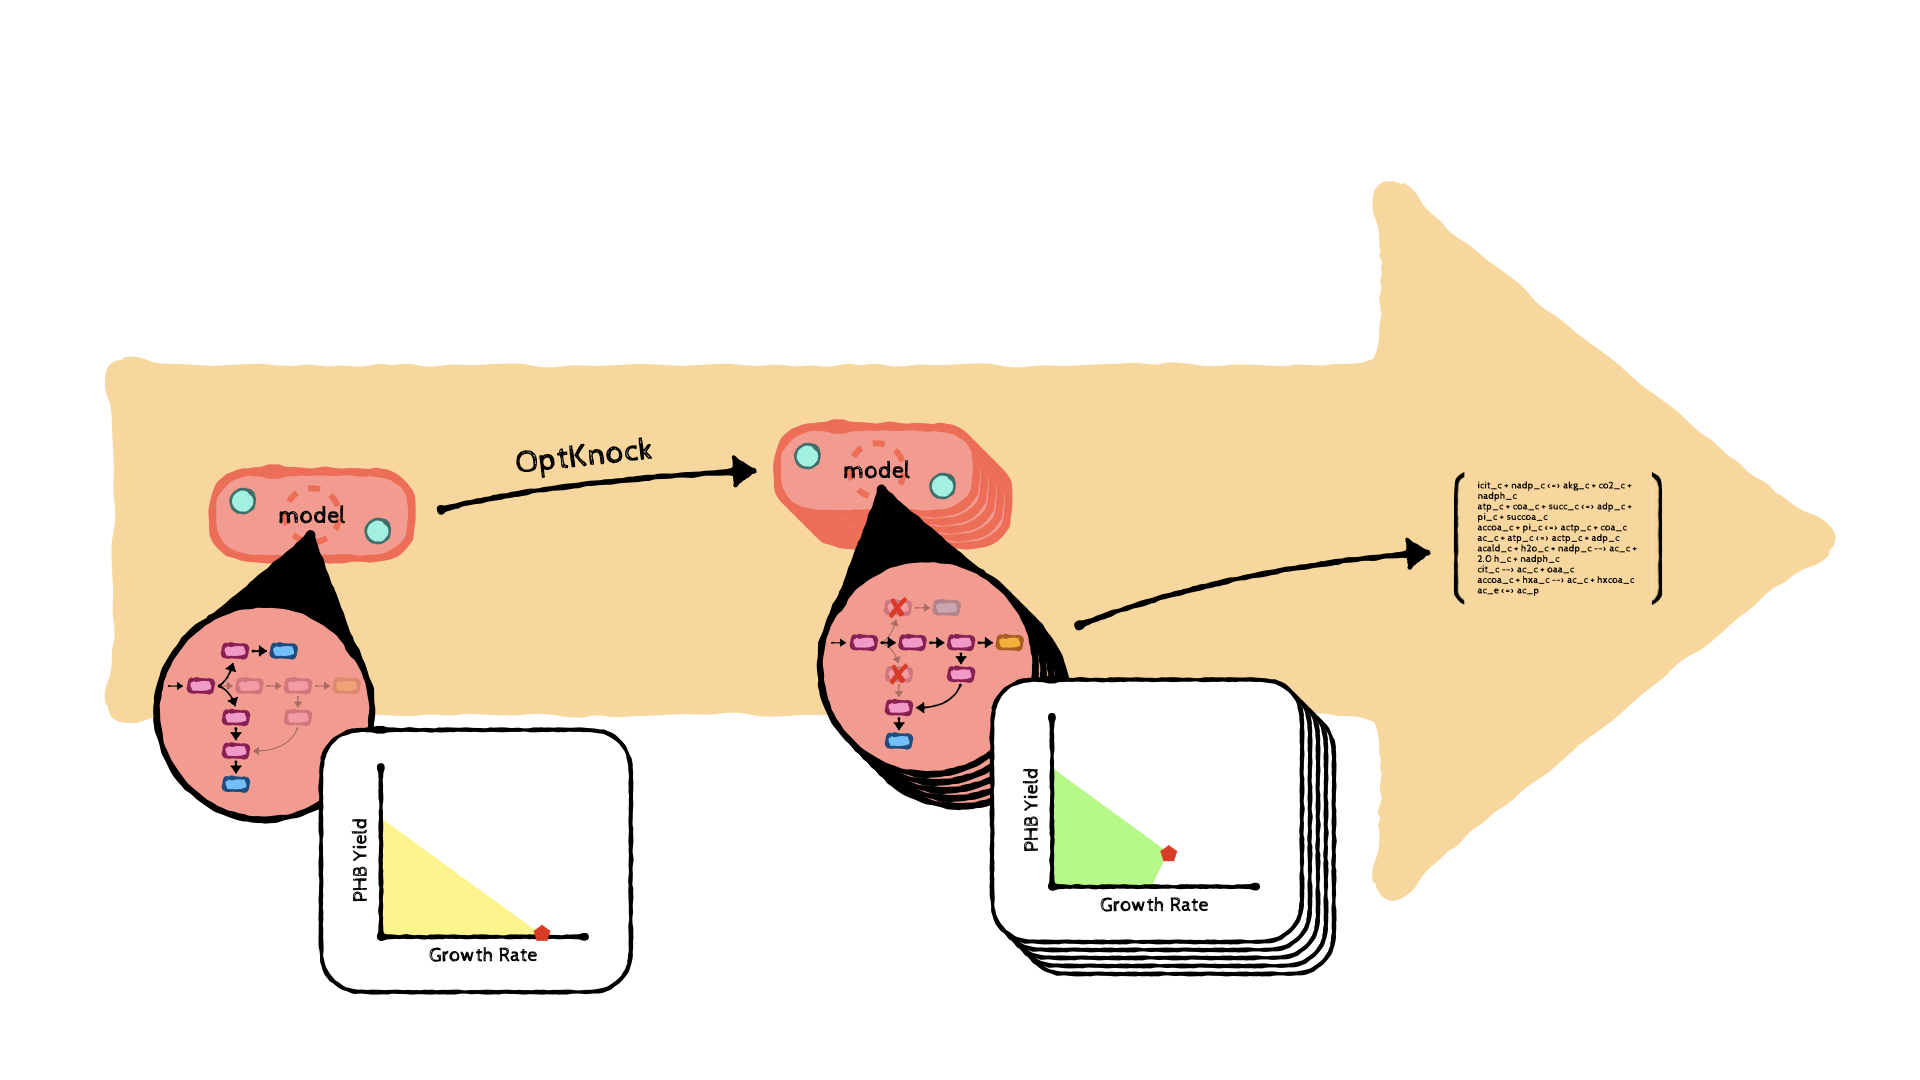 OptKnock
model
model
icit_c + nadp_c <=> akg_c + co2_c +
nadph_c
atp_c + coa_c + succ_c <=> adp_c +
pi_c + succoa_c
accoa_c + pi_c <=> actp_c + coa_c
ac_c + atp_c <=> actp_c + adp_c
acald_c + h2o_c + nadp_c --> ac_c +
2.0 h_c + nadph_c
cit_c --> ac_c + oaa_c
accoa_c + hxa_c --> ac_c + hxcoa_c
ac_e <=> ac_p
PHB Yield
Growth Rate
PHB Yield
Growth Rate